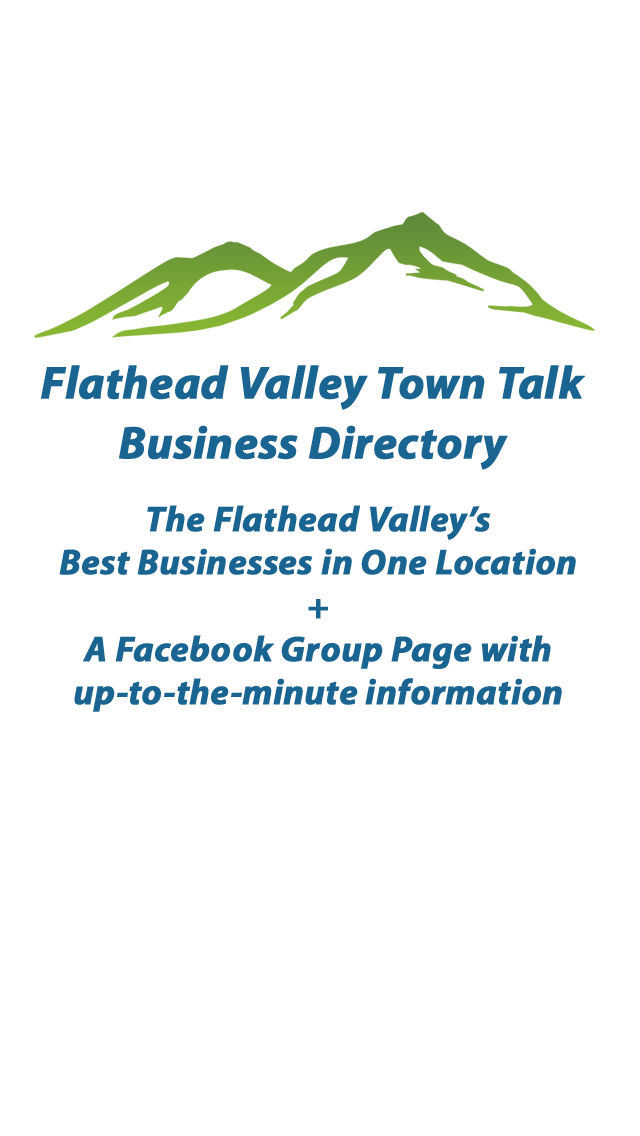 Flathead Valley Town Talk
Business Directory
The Flathead Valley’s
Best Businesses in One Location
+
A Facebook Group Page with
up-to-the-minute information